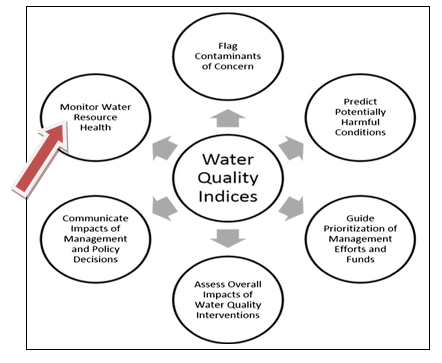 Flag
Contaminants
of Concern
Monitor Water
Resource
Health
Predict
Potentially
Harmful
Conditions
Water
Quality
Indices
Communicate
Impacts of
Management
and Policy
Decisions
Guide
Prioritization of
Management
Efforts and
Funds
Assess Overall
Impacts of
Water Quality
Interventions